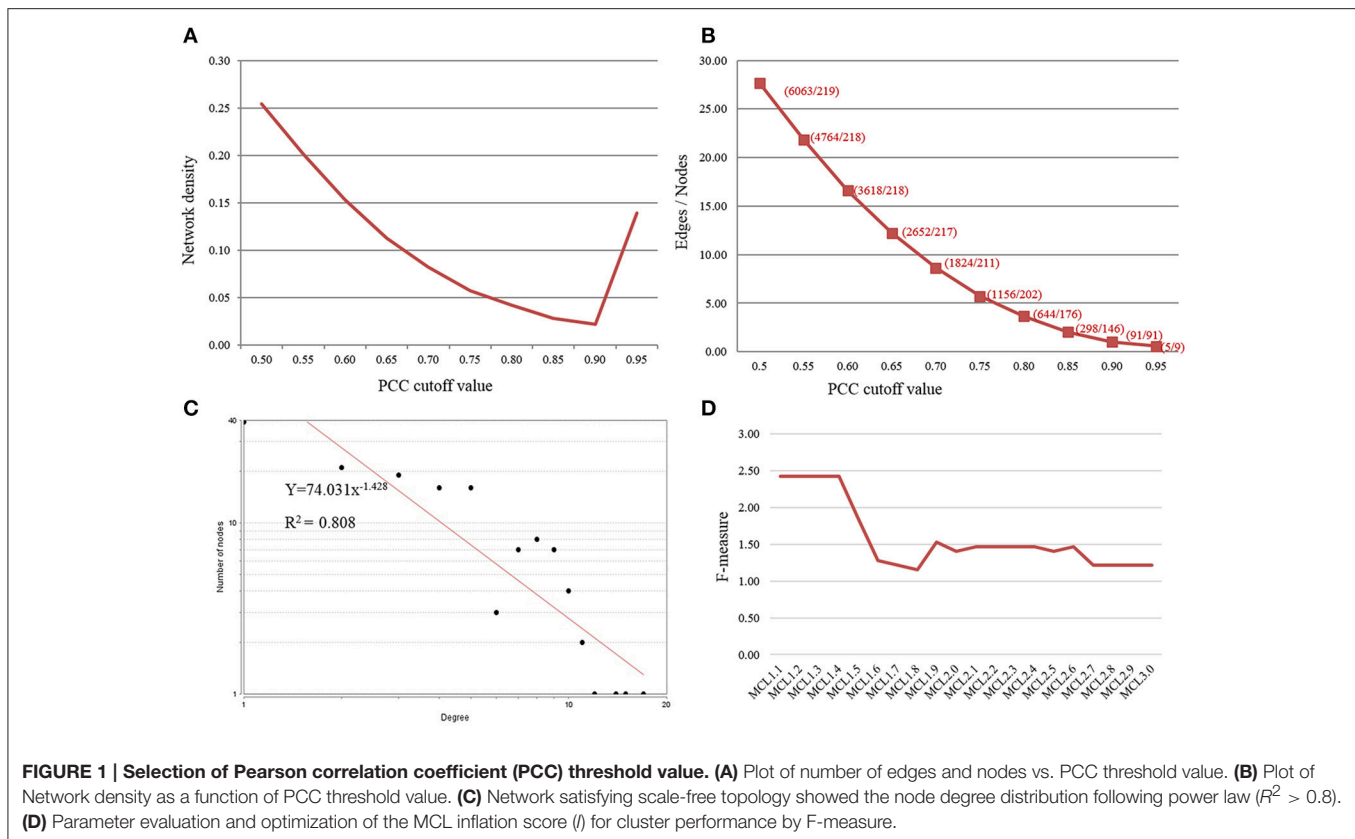 A
0.30
0.25
0.20
0.15
0.10
0.05
0.00
Network density
0.50 0.55 0.60 0.65 0.70 0.75 0.80 0.85 0.90 0.95
PCC cutoff value
B
30.00
25.00
20.00
15.00
10.00
5.00
0.00
Edges / Nodes
(6063/219)
(4764/218)
(3618/218)
(2652/217)
(1824/211)
(1156/202)
(644/176)
(298/146)
(91/91)
(5/9)
0.5 0.55 0.60 0.65 0.70 0.75 0.80 0.85 0.90 0.95
PCC cutoff value
C
40
10
1
Number of nodes
Y=74.031x^-1.428
R² = 0.808
1 10 20
Degree
D
3.00
2.50
2.00
1.50
1.00
0.50
0.00
F-measure
MCL1.1 MCL1.2 MCL1.3 MCL1.4 MCL1.5 MCL1.6 MCL1.7 MCL1.8 MCL1.9 MCL2.0 MCL2.1 MCL2.2 MCL2.3 MCL2.4 MCL2.5 MCL2.6 MCL2.7 MCL2.8 MCL2.9 MCL3.0
FIGURE 1 | Selection of Pearson correlation coefficient (PCC) threshold value. (A) Plot of number of edges and nodes vs. PCC threshold value. (B) Plot of
Network density as a function of PCC threshold value. (C) Network satisfying scale-free topology showed the node degree distribution following power law (R² > 0.8).
(D) Parameter evaluation and optimization of the MCL inflation score (I) for cluster performance by F-measure.